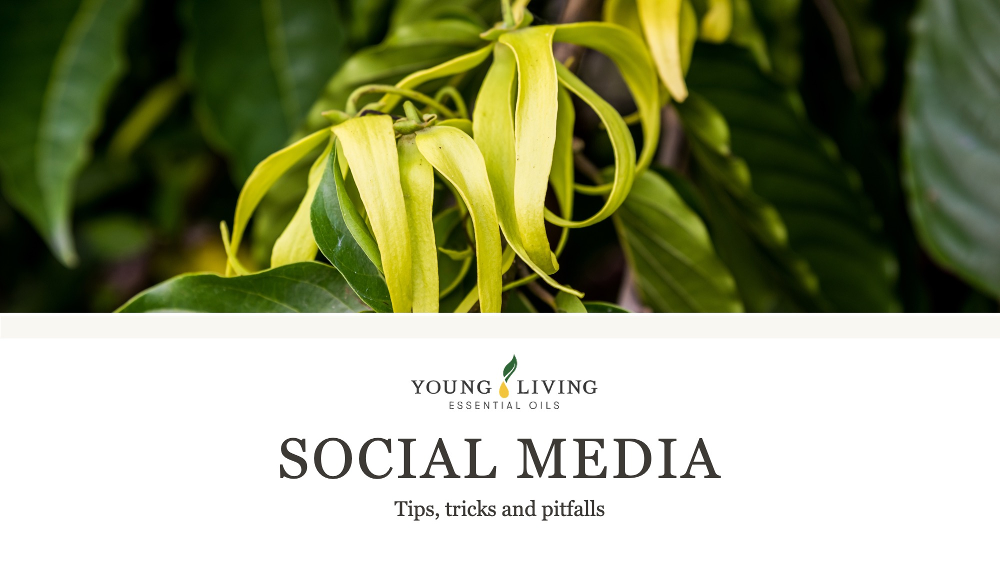 YOUNG LIVING
ESSENTIAL OILS
SOCIAL MEDIA
Tips, tricks and pitfalls